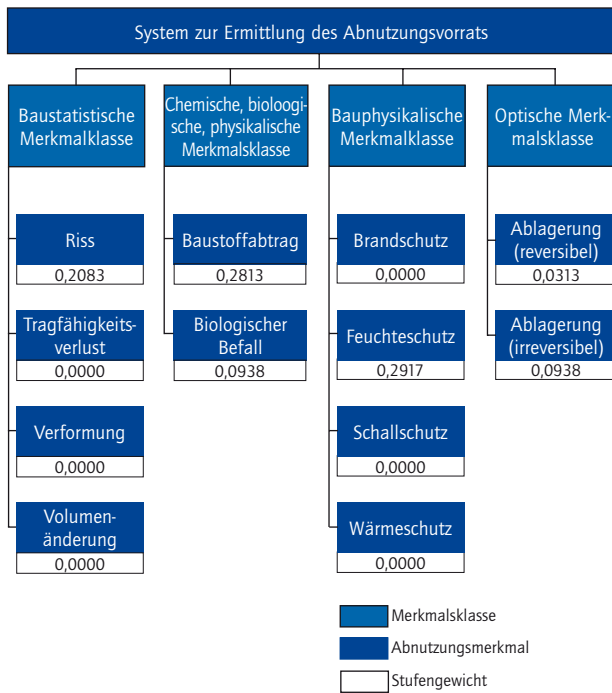 System zur Ermittlung des Abnutzungsvorrats
Baustatistische
Merkmalklasse
Riss
0,2083
Tragfähigkeits-
verlust
0,0000
Verformung
0,0000
Volumen-
änderung
0,0000
Chemische, bioloogi-
sche, physikalische
Merkmalsklasse
Baustoffabtrag
0,2813
Biologischer
Befall
0,0938
Bauphysikalische
Merkmalklasse
Brandschutz
0,0000
Feuchteschutz
0,2917
Schallschutz
0,0000
Wärmeschutz
0,0000
Optische Merk-
malsklasse
Ablagerung
(reversibel)
0,0313
Ablagerung
(irreversibel)
0,0938
Merkmalsklasse
Abnutzungsmerkmal
Stufengewicht